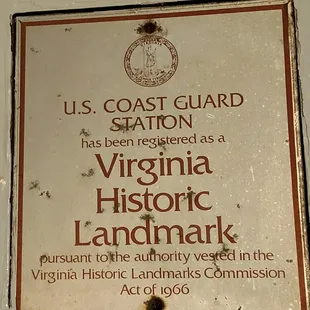 U.S. COAST GUARD
STATION
has been registered as a
Virginia
Historic
Landmark
pursuant to the authority vested in the
Virginia Historic Landmarks Commission
Act of 1966